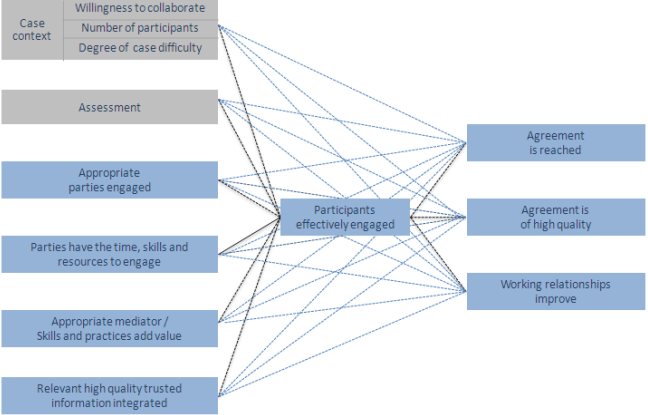 Case
context
Willingness to collaborate
Number of participants
Degree of case difficulty
Assessment
Appropriate
parties engaged
Parties have the time, skills and
resources to engage
Appropriate mediator /
Skills and practices add value
Relevant high quality trusted
information integrated
Participants
effectively engaged
Agreement
is reached
Agreement is
of high quality
Working relationships
improve